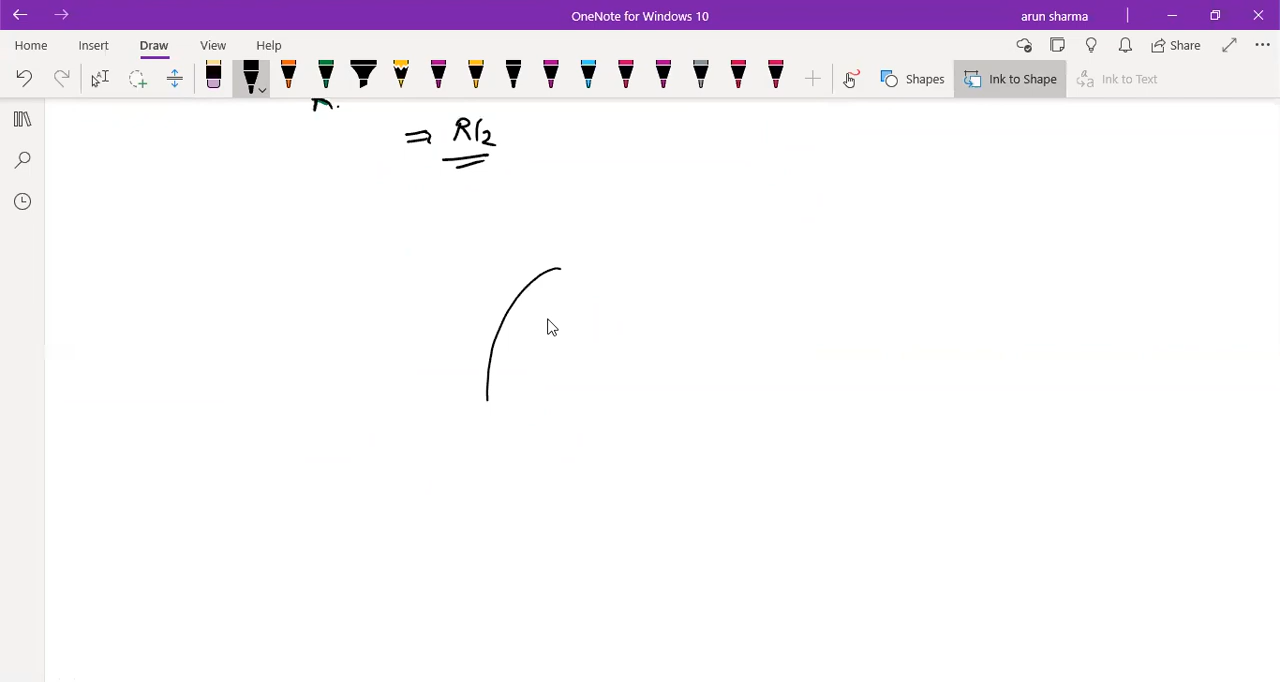 OneNote for Windows 10
arun sharma
Home Insert Draw View Help
Share
Shapes
Ink to Shape
Ink to Text
R.
⇒ R√2